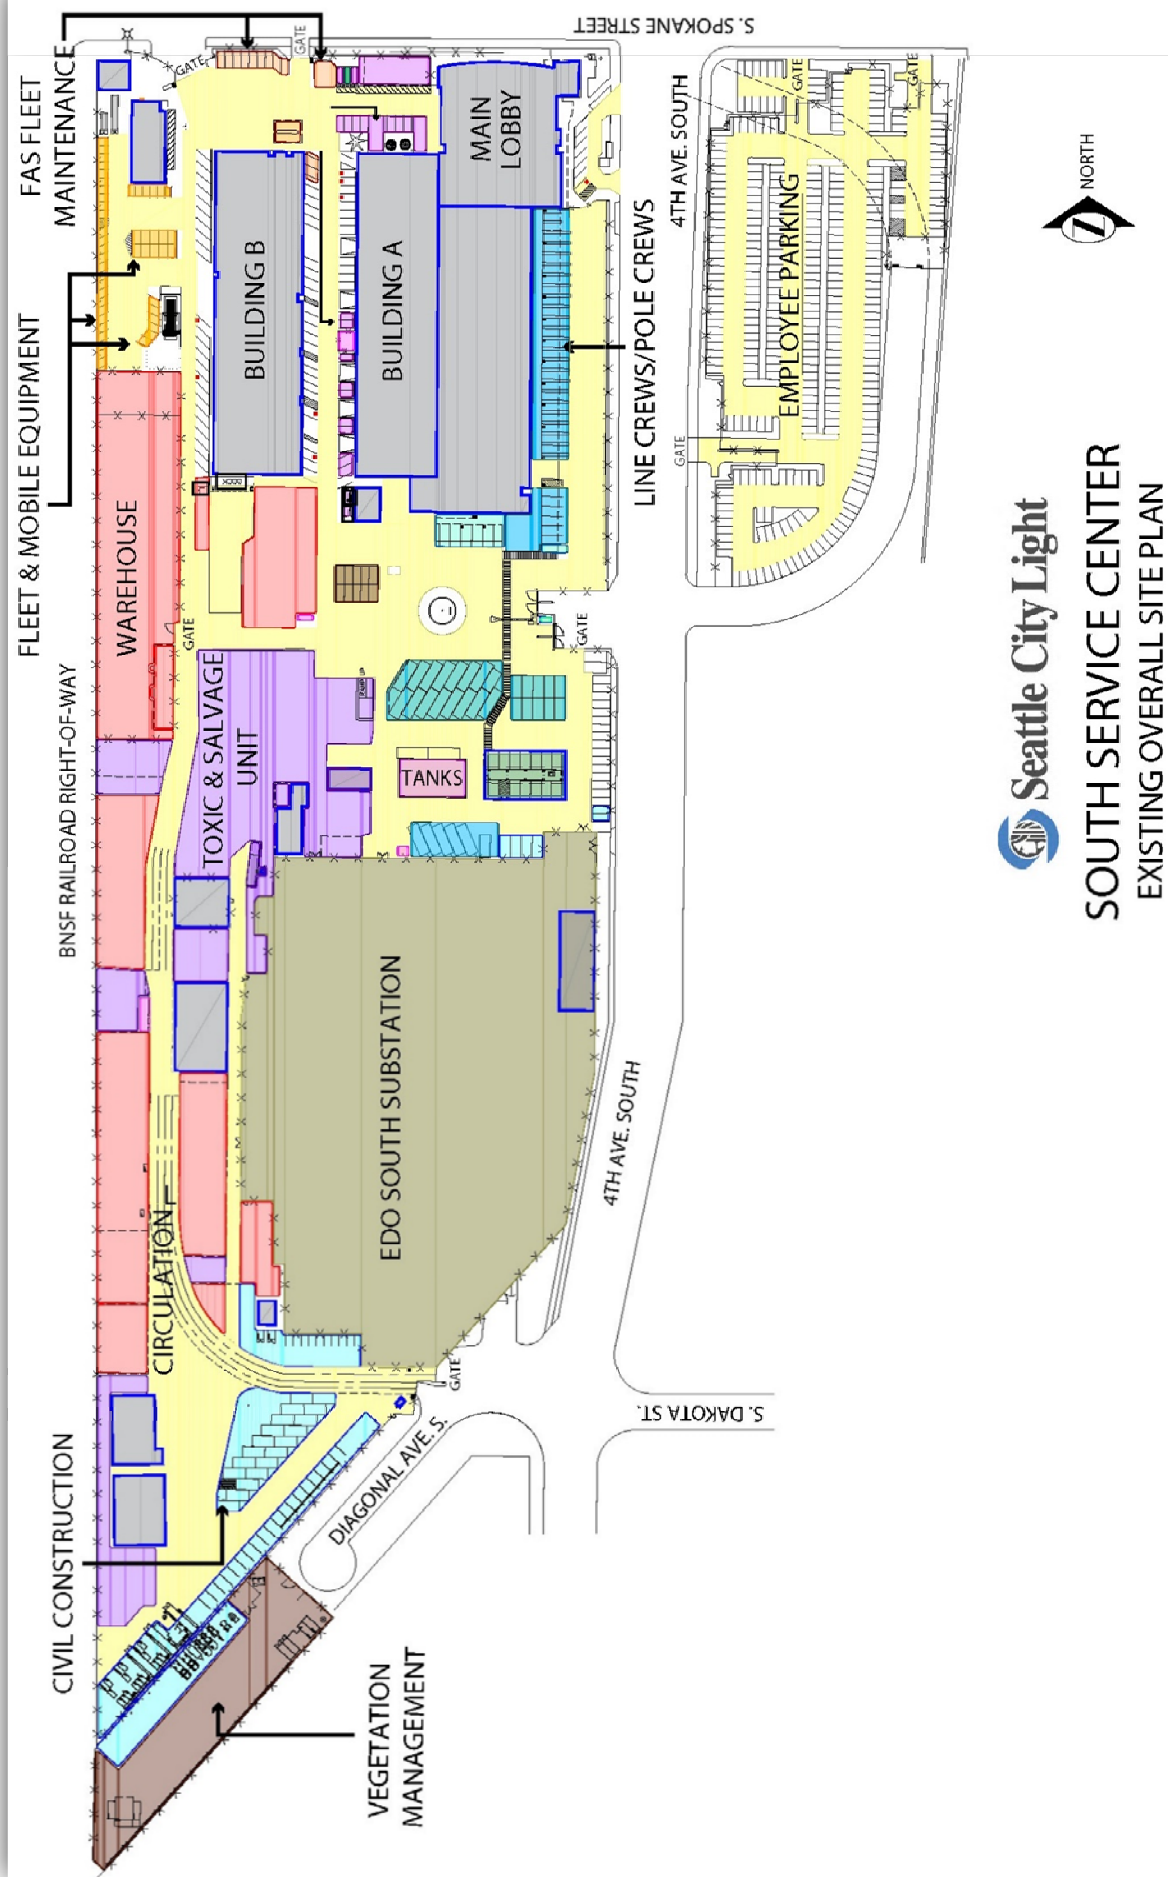 S. SPOKANE STREET
FAS FLEET
MAINTENANCE
GATE
GATE
MAIN
LOBBY
4TH AVE. SOUTH
GATE
GATE
NORTH
N
FLEET & MOBILE EQUIPMENT
BUILDING B
BUILDING A
LINE CREWS/POLE CREWS
EMPLOYEE PARKING
GATE
WAREHOUSE
GATE
GATE
BNSF RAILROAD RIGHT-OF-WAY
TOXIC & SALVAGE
UNIT
TANKS
EDO SOUTH SUBSTATION
4TH AVE. SOUTH
CIRCULATION
GATE
S. DAKOTA ST.
DIAGONAL AVE. S.
CIVIL CONSTRUCTION
VEGETATION
MANAGEMENT
Seattle City Light
SOUTH SERVICE CENTER
EXISTING OVERALL SITE PLAN